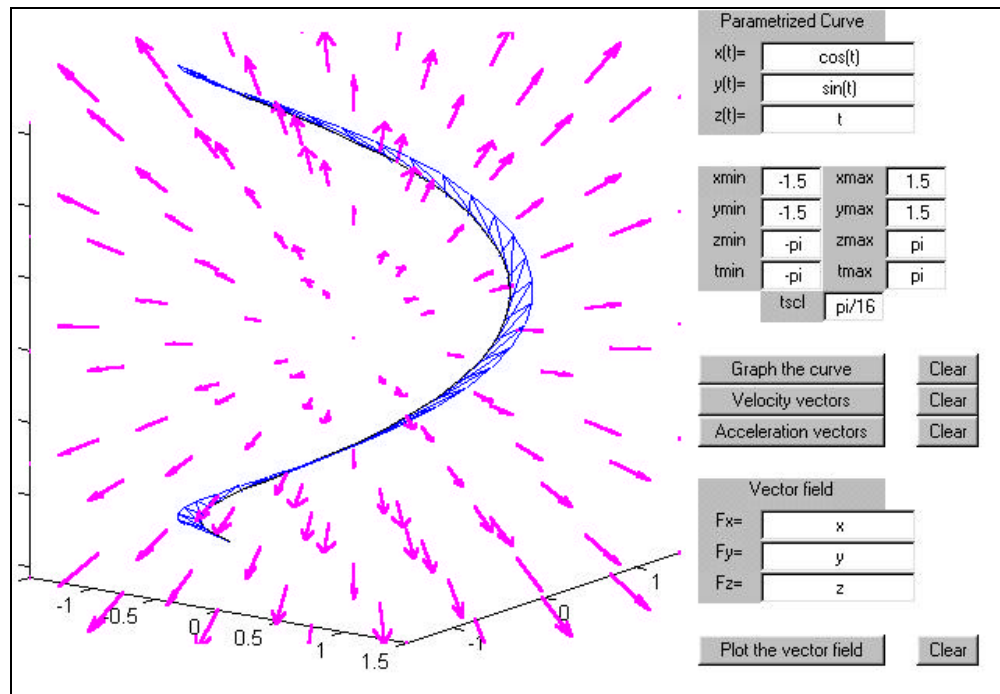 Parametrized Curve
x(t)= cos(t)
y(t)= sin(t)
z(t)= t
xmin -1.5 xmax 1.5
ymin -1.5 ymax 1.5
zmin -pi zmax pi
tmin -pi tmax pi
tscl pi/16
Graph the curve Clear
Velocity vectors Clear
Acceleration vectors Clear
Vector field
Fx= x
Fy= y
Fz= z
Plot the vector field Clear
-1 -0.5 0 0.5 1 1.5
-1 0 1